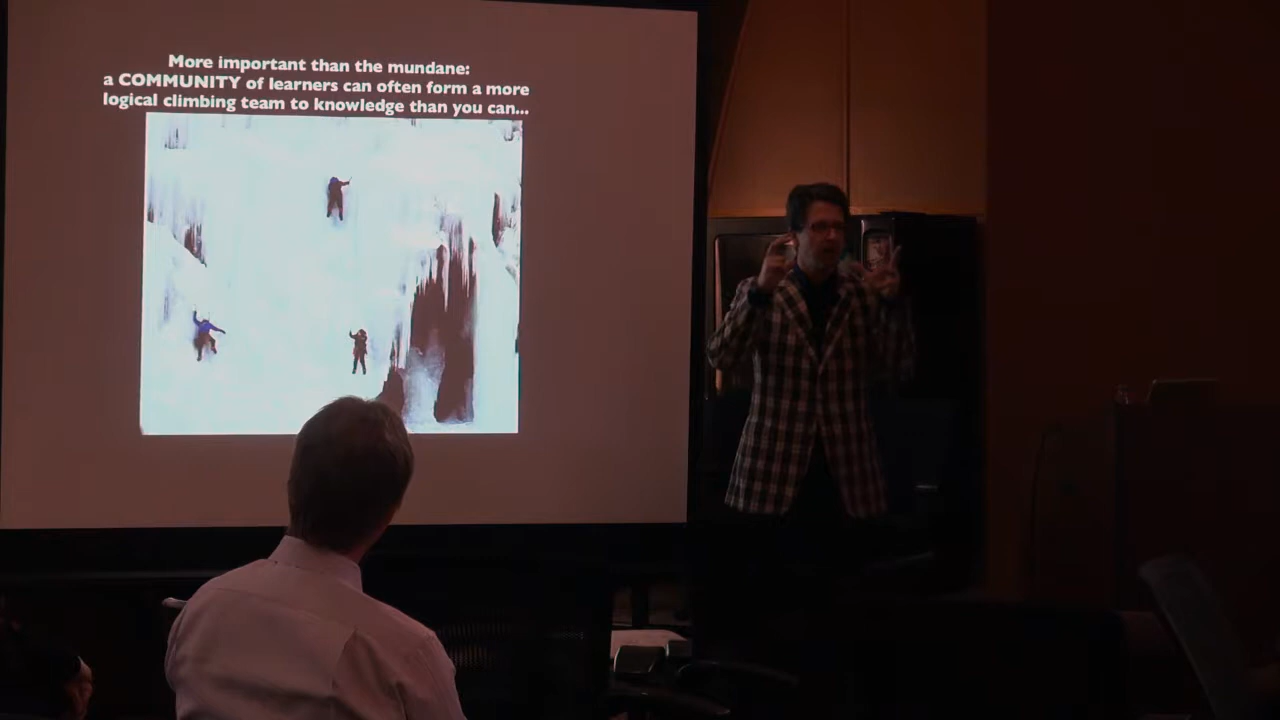 More important than the mundane:
a COMMUNITY of learners can often form a more
logical climbing team to knowledge than you can...